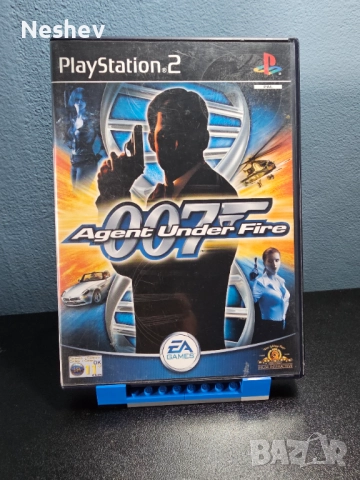 Neshev
PlayStation®2
007
Agent Under Fire
EA
GAMES
BAZAR